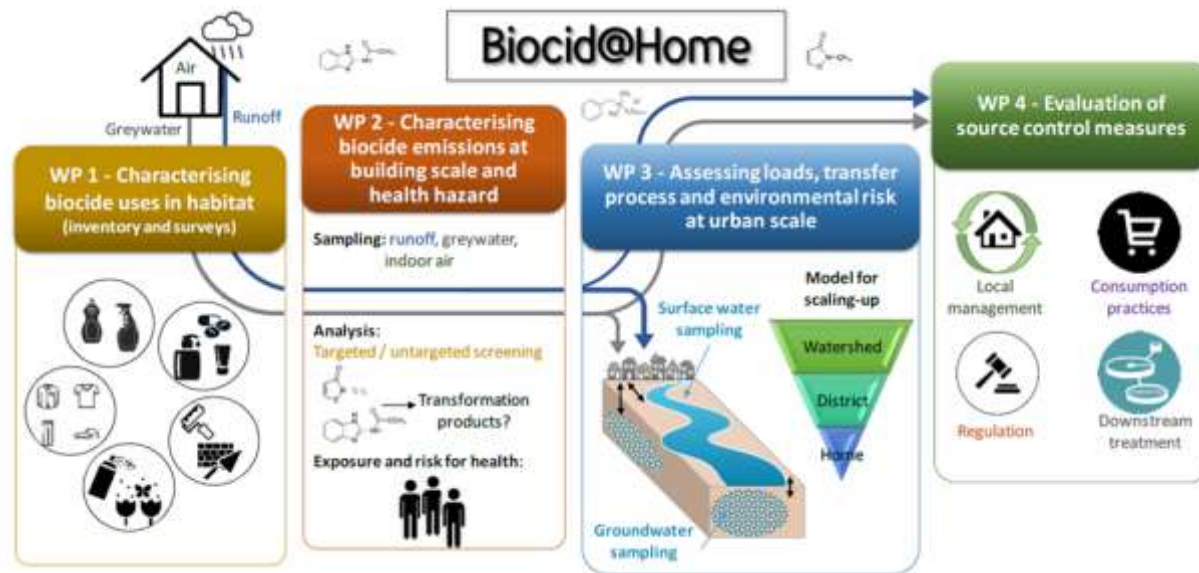 Biocid@Home
Air
Runoff
Greywater
WP 1 - Characterising
biocide uses in habitat
(inventory and surveys)
WP 2 - Characterising
biocide emissions at
building scale and
health hazard
Sampling: runoff, greywater,
indoor air
Analysis:
Targeted / untargeted screening
Transformation
products?
Exposure and risk for health:
WP 3 - Assessing loads, transfer
process and environmental risk
at urban scale
Model for
scaling-up
Surface water
sampling
Watershed
District
Home
Groundwater
sampling
WP 4 - Evaluation of
source control measures
Local
management
Consumption
practices
Regulation
Downstream
treatment